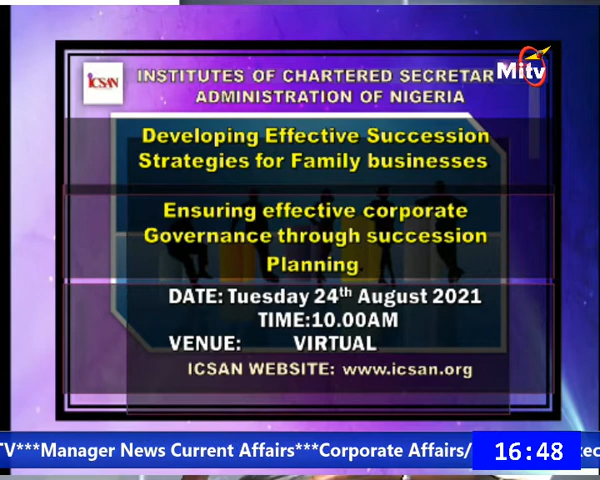 iCSAN
INSTITUTES OF CHARTERED SECRETAR
Mitv
ADMINISTRATION OF NIGERIA
Developing Effective Succession
Strategies for Family businesses
Ensuring effective corporate
Governance through succession
Planning
DATE: Tuesday 24th August 2021
TIME:10.00AM
VENUE: VIRTUAL
ICSAN WEBSITE: www.icsan.org
TV***Manager News Current Affairs***Corporate Affairs/
16:48